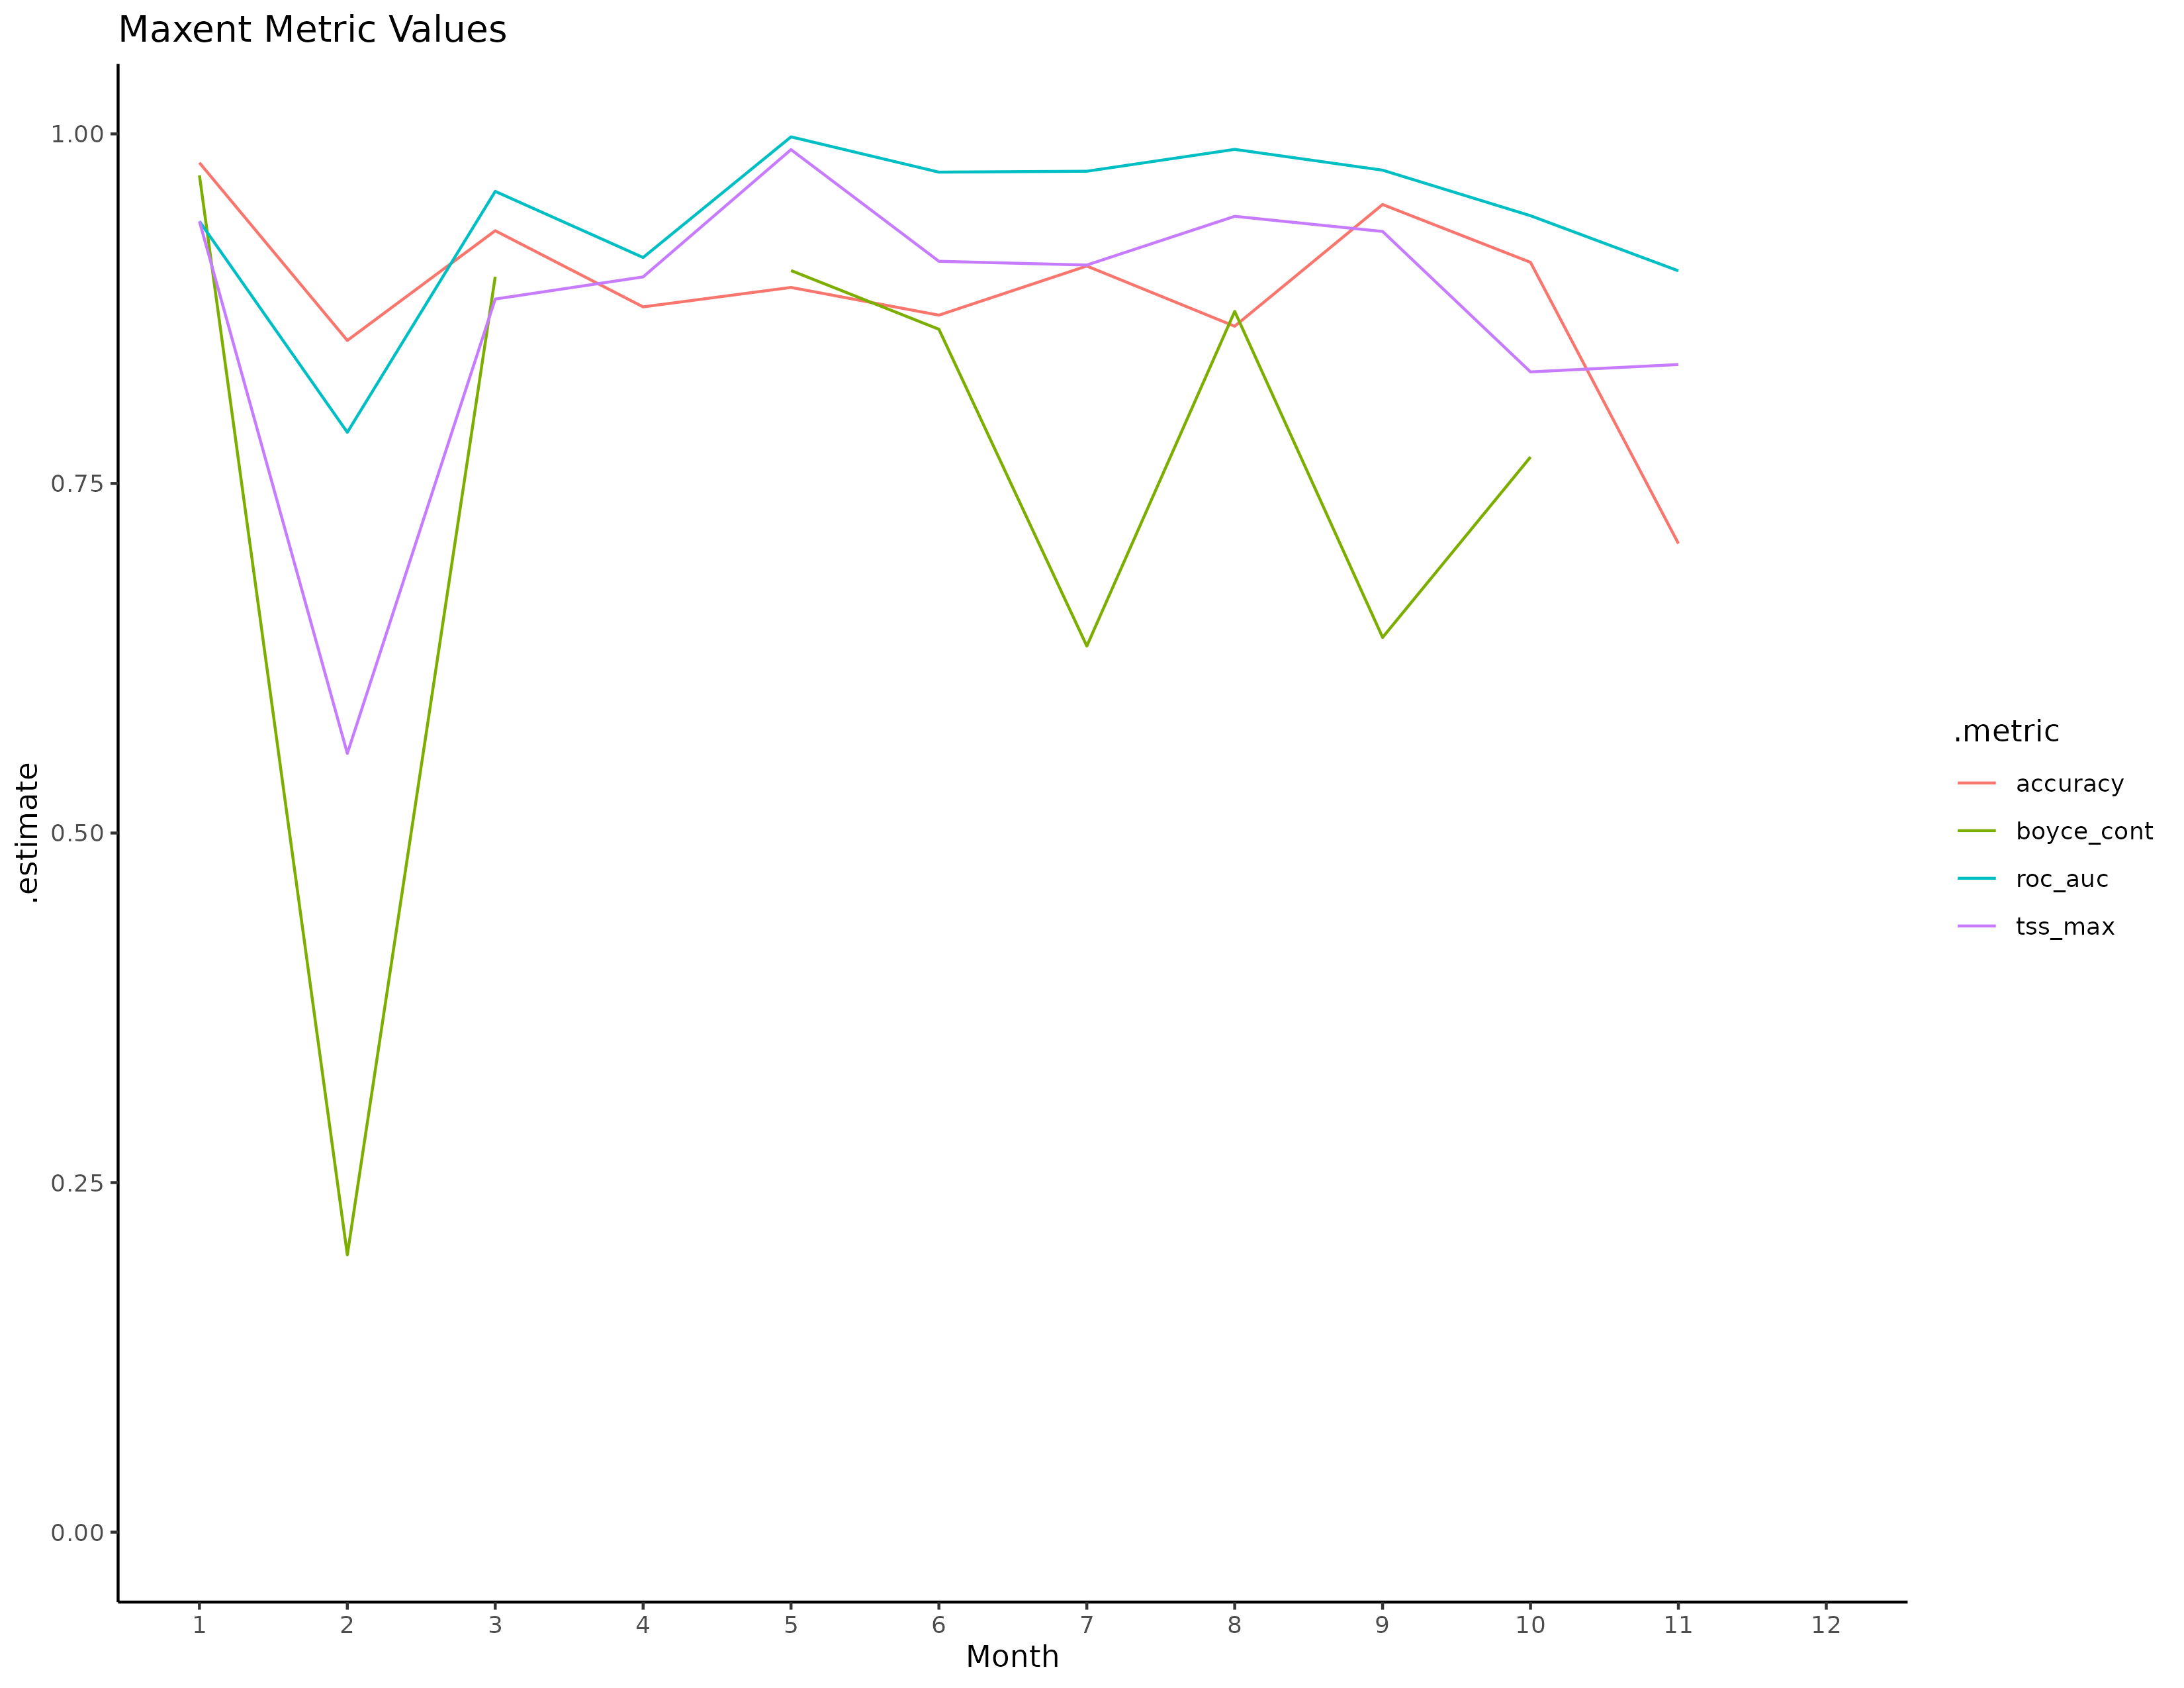 Maxent Metric Values
1.00
0.75
0.50
0.25
0.00
.estimate
1 2 3 4 5 6 7 8 9 10 11 12
Month
.metric
accuracy
boyce_cont
roc_auc
tss_max